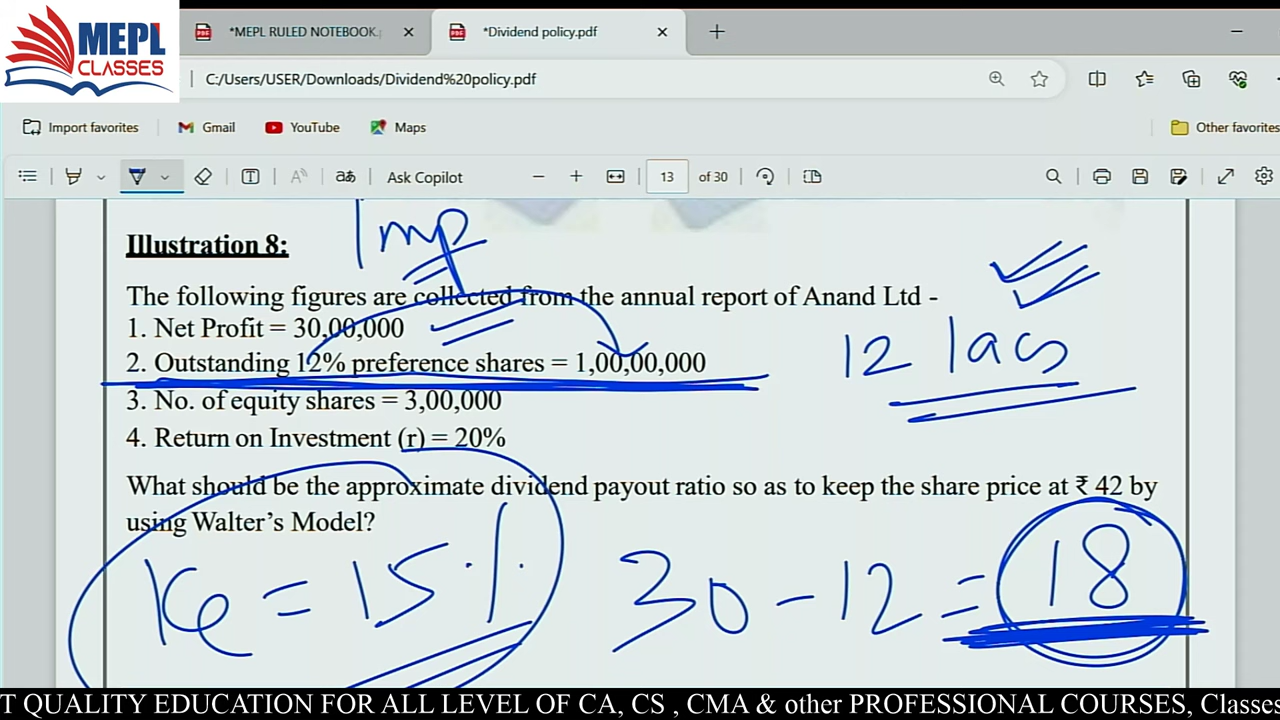 MEPL
CLASSES
*MEPL RULED NOTEBOOK.p
*Dividend policy.pdf
C:/Users/USER/Downloads/Dividend%20policy.pdf
Import favorites
Gmail
YouTube
Maps
Other favorites
Ask Copilot
13 of 30
Imp
Illustration 8:
The following figures are collected from the annual report of Anand Ltd -
1. Net Profit = 30,00,000
2. Outstanding 12% preference shares = 1,00,00,000
12 lacs
3. No. of equity shares = 3,00,000
4. Return on Investment (r) = 20%
What should be the approximate dividend payout ratio so as to keep the share price at ₹ 42 by
using Walter's Model?
Ke = 15%
30 - 12 = 18
T QUALITY EDUCATION FOR ALL LEVEL OF CA, CS , CMA & other PROFESSIONAL COURSES, Classes